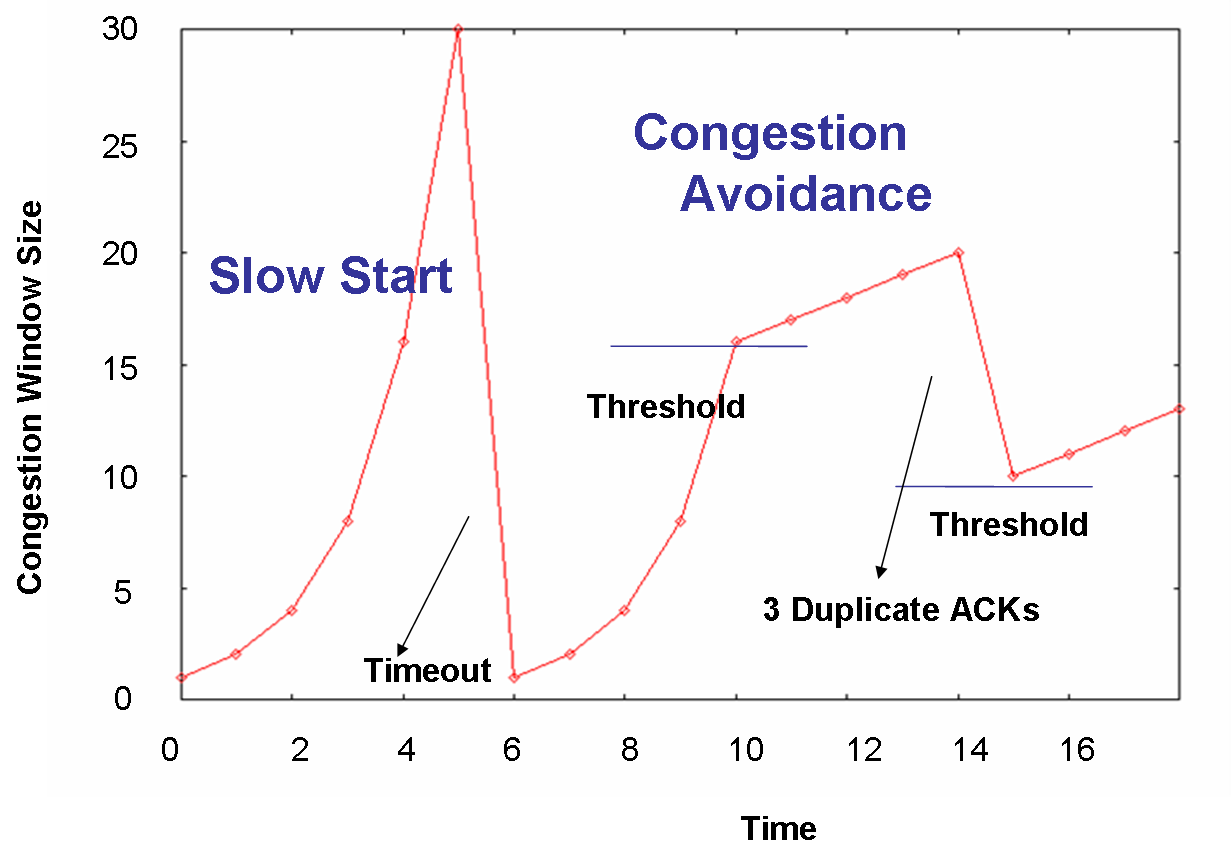 30
25
20
15
10
5
0
Congestion Window Size
Slow Start
Congestion
Avoidance
Threshold
Threshold
3 Duplicate ACKs
Timeout
0 2 4 6 8 10 12 14 16
Time